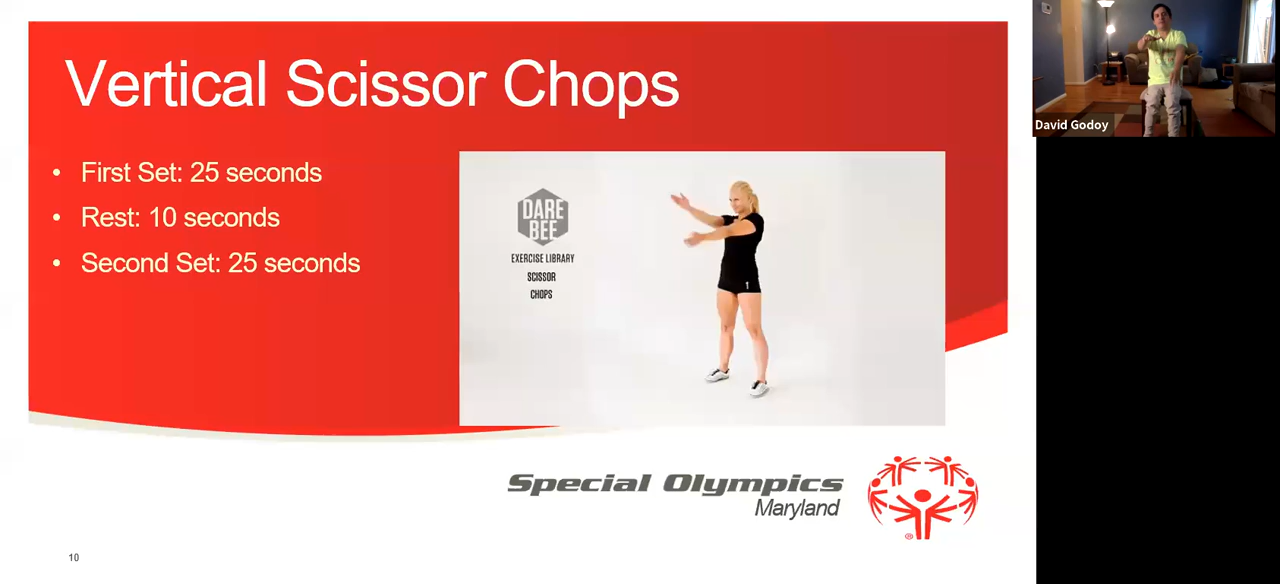 Vertical Scissor Chops
• First Set: 25 seconds
• Rest: 10 seconds
• Second Set: 25 seconds
DARE
BEE
EXERCISE LIBRARY
SCISSOR
CHOPS
Special Olympics
Maryland
®
10
David Godoy